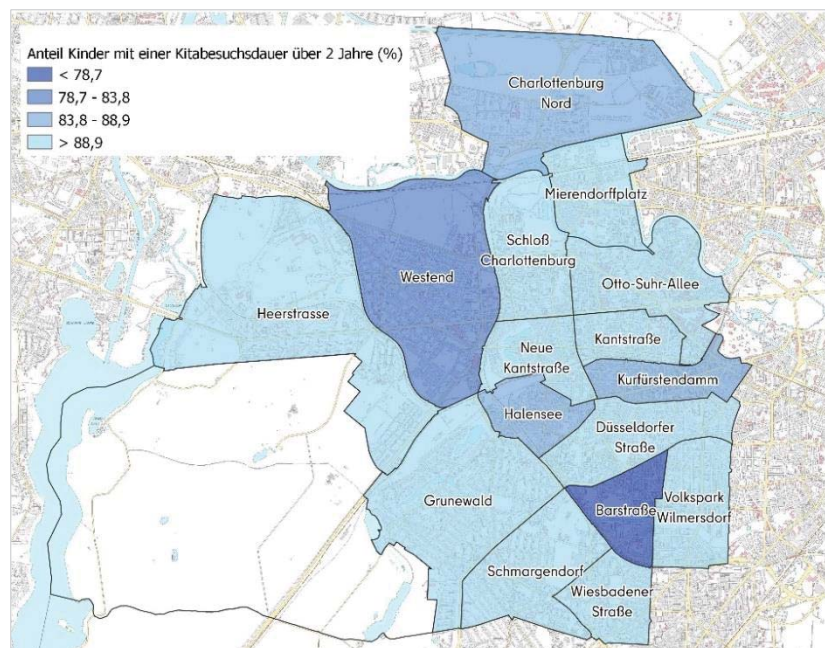 Anteil Kinder mit einer Kitabesuchsdauer über 2 Jahre (%)
< 78,7
78,7 - 83,8
83,8 - 88,9
> 88,9
Charlottenburg
Nord
Mierendorffplatz
Schloß
Charlottenburg
Westend
Otto-Suhr-Allee
Heerstrasse
Neue
Kantstraße
Kantstraße
Kurfürstendamm
Halensee
Düsseldorfer
Straße
Grunewald
Barstraße
Volkspark
Wilmersdorf
Schmargendorf
Wiesbadener
Straße